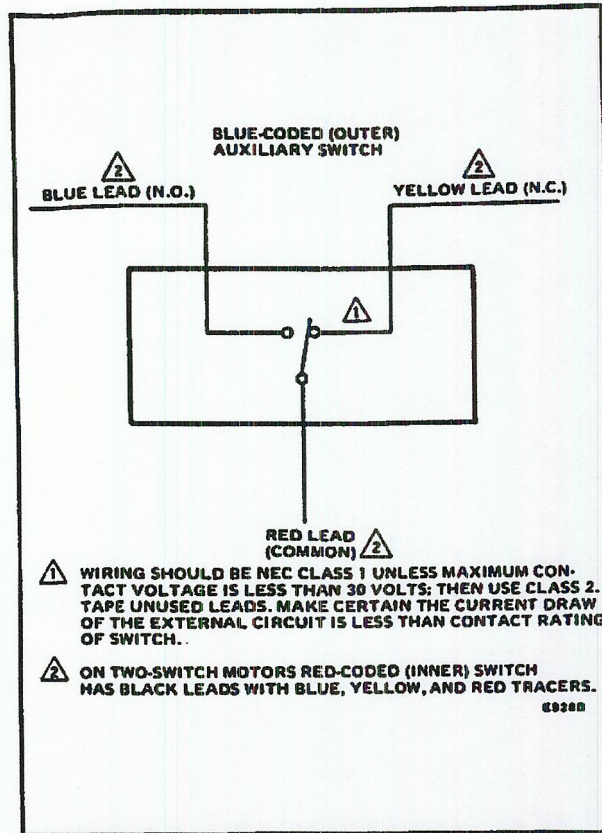 BLUE-CODED (OUTER)
AUXILIARY SWITCH
2
2
BLUE LEAD (N.O.)
YELLOW LEAD (N.C.)
1
RED LEAD
(COMMON) 2
1 WIRING SHOULD BE NEC CLASS 1 UNLESS MAXIMUM CON-
TACT VOLTAGE IS LESS THAN 30 VOLTS; THEN USE CLASS 2.
TAPE UNUSED LEADS. MAKE CERTAIN THE CURRENT DRAW
OF THE EXTERNAL CIRCUIT IS LESS THAN CONTACT RATING
OF SWITCH.
2 ON TWO-SWITCH MOTORS RED-CODED (INNER) SWITCH
HAS BLACK LEADS WITH BLUE, YELLOW, AND RED TRACERS.